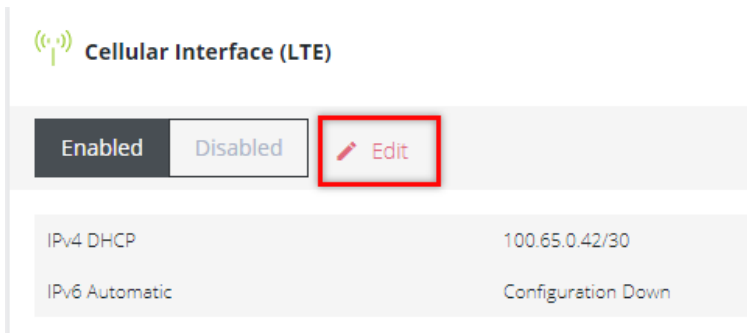 Cellular Interface (LTE)
Enabled Disabled Edit
IPv4 DHCP 100.65.0.42/30
IPv6 Automatic Configuration Down